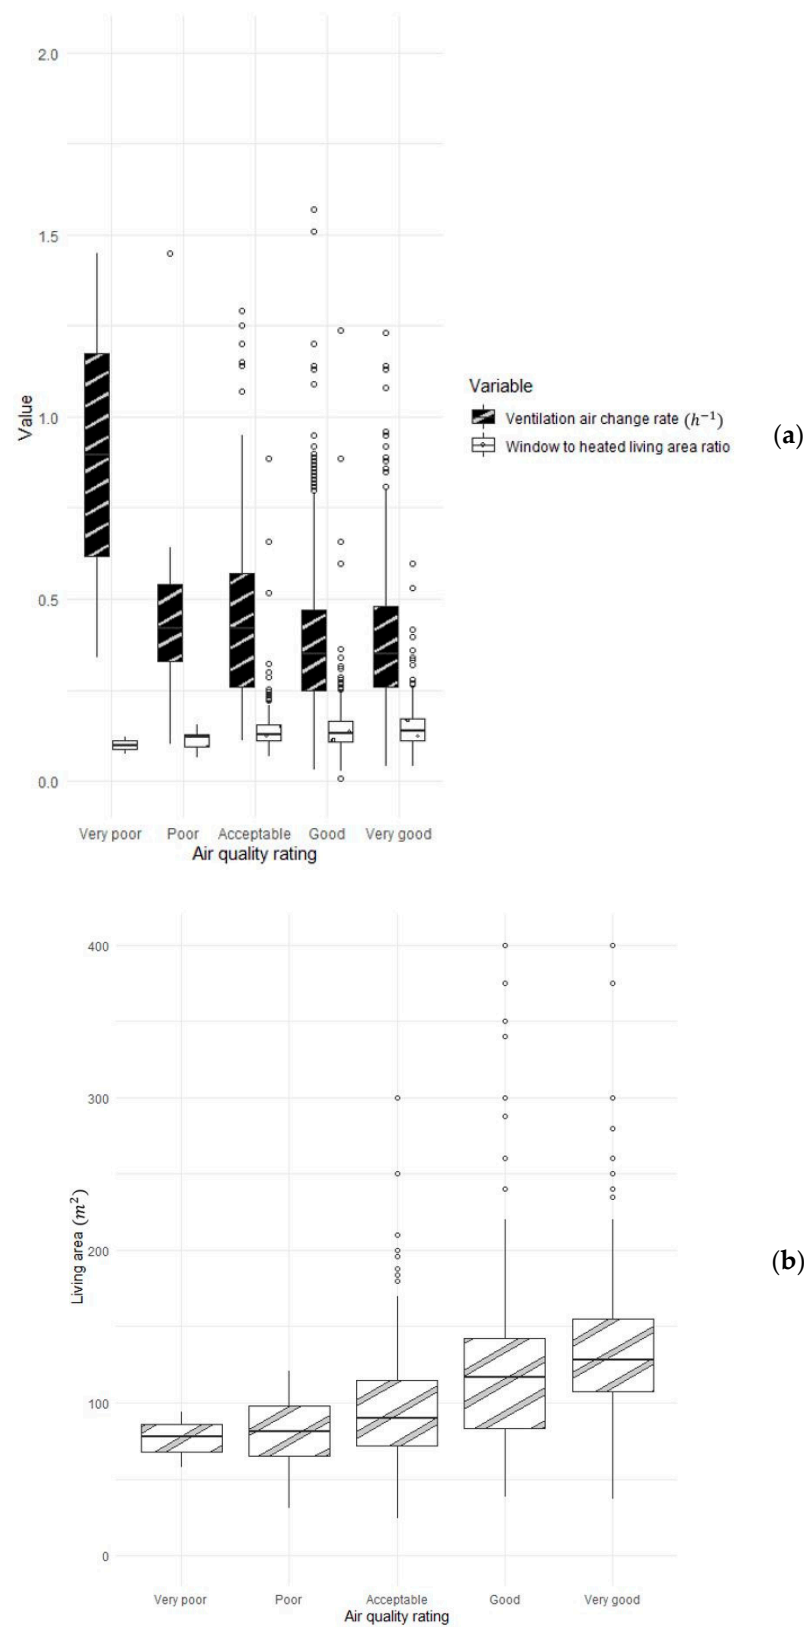 2.0
1.5
1.0
0.5
0.0
Value
Very poor Poor Acceptable Good Very good
Air quality rating
Variable
Ventilation air change rate (h⁻¹)
Window to heated living area ratio
(a)
400
300
200
100
0
Living area (m²)
Very poor Poor Acceptable Good Very good
Air quality rating
(b)